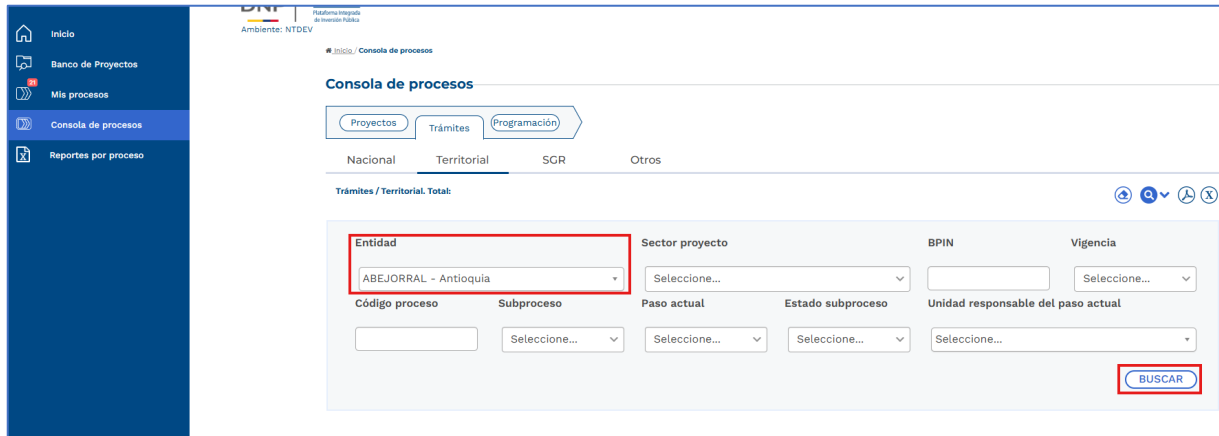 DNP
Plataforma Integrada
de Inversión Pública
Ambiente: NTDEV
Inicio
Banco de Proyectos
21
Mis procesos
Consola de procesos
Reportes por proceso
Inicio / Consola de procesos
Consola de procesos
Proyectos Trámites Programación
Nacional Territorial SGR Otros
Trámites / Territorial. Total:
X
Entidad Sector proyecto BPIN Vigencia
ABEJORRAL - Antioquia Seleccione... Seleccione...
Código proceso Subproceso Paso actual Estado subproceso Unidad responsable del paso actual
Seleccione... Seleccione... Seleccione... Seleccione...
BUSCAR